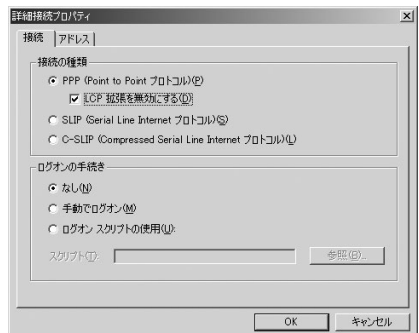 詳細接続プロパティ
接続
アドレス
接続の種類
PPP (Point to Point プロトコル)(P)
LCP 拡張を無効にする(D)
SLIP (Serial Line Internet プロトコル)(S)
C-SLIP (Compressed Serial Line Internet プロトコル)(L)
ログオンの手続き
なし(N)
手動でログオン(M)
ログオン スクリプトの使用(U):
スクリプト(T):
参照(B)...
OK
キャンセル